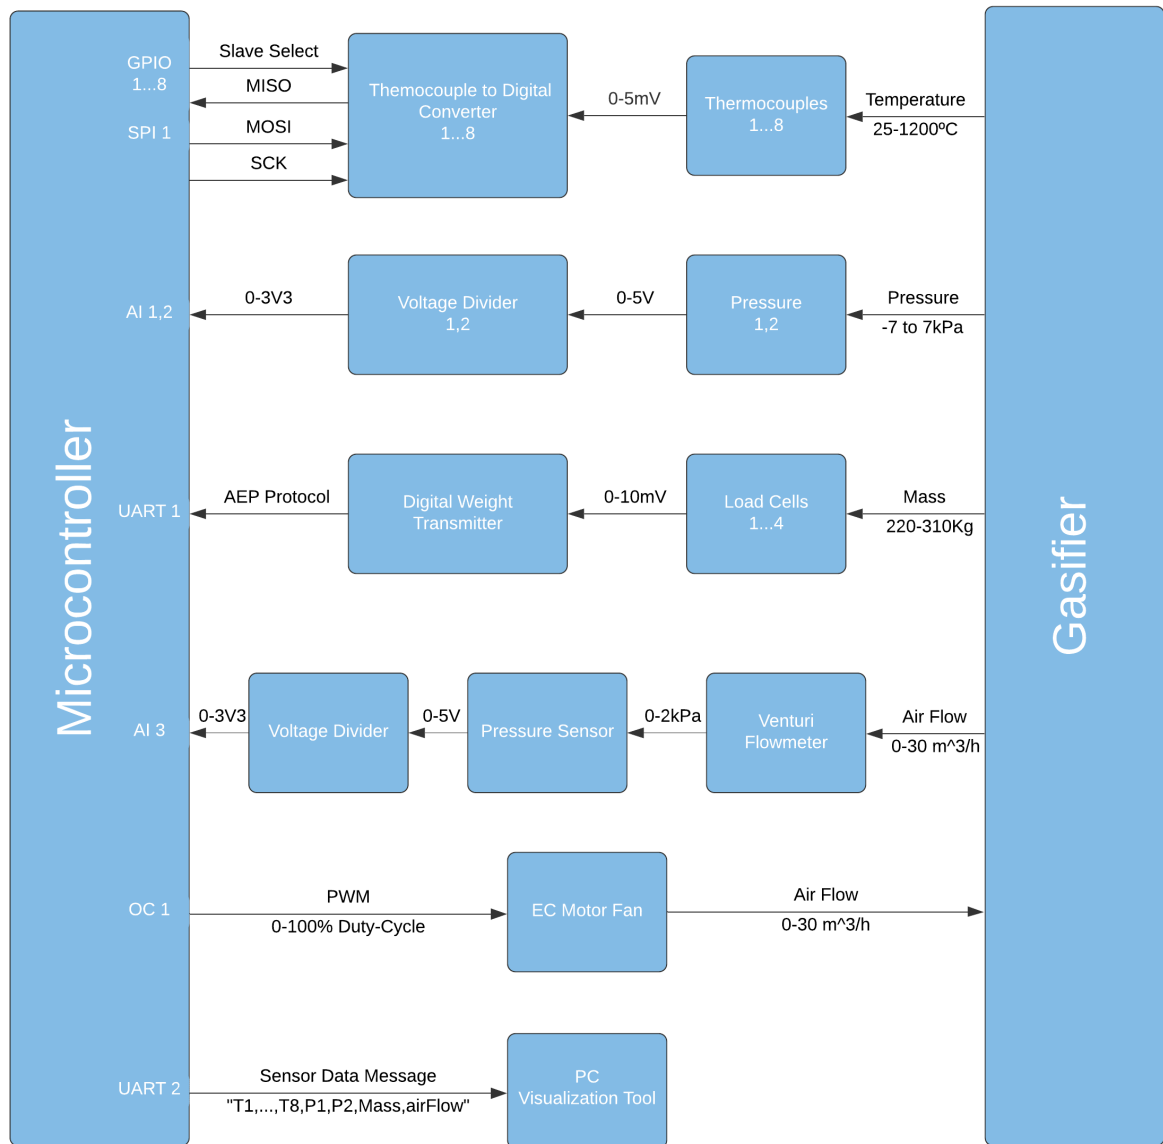 GPIO
1...8
Slave Select
MISO
SPI 1
MOSI
SCK
Themocouple to Digital
Converter
1...8
0-5mV
Thermocouples
1...8
Temperature
25-1200ºC
AI 1,2
0-3V3
Voltage Divider
1,2
0-5V
Pressure
1,2
Pressure
-7 to 7kPa
Microcontroller
Gasifier
UART 1
AEP Protocol
Digital Weight
Transmitter
0-10mV
Load Cells
1...4
Mass
220-310Kg
AI 3
0-3V3
Voltage Divider
0-5V
Pressure Sensor
0-2kPa
Venturi
Flowmeter
Air Flow
0-30 m^3/h
OC 1
PWM
0-100% Duty-Cycle
EC Motor Fan
Air Flow
0-30 m^3/h
UART 2
Sensor Data Message
"T1,...,T8,P1,P2,Mass,airFlow"
PC
Visualization Tool